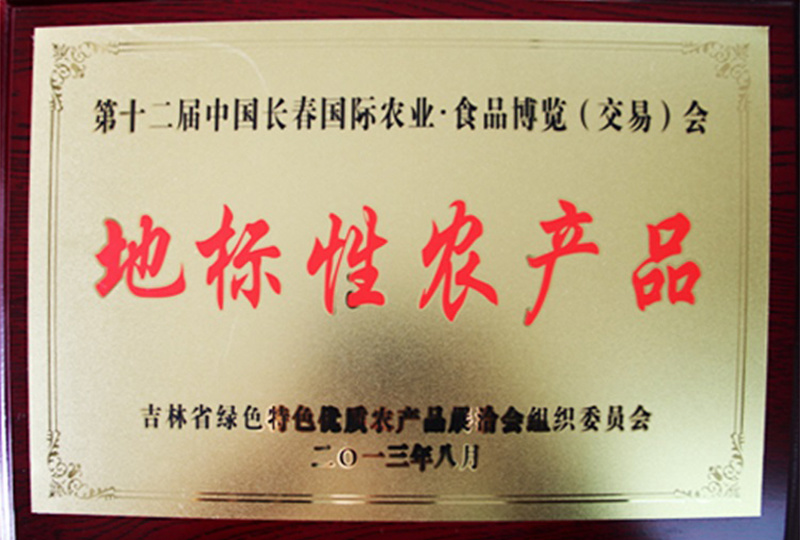 第十二届中国长春国际农业·食品博览（交易）会
地标性农产品
吉林省绿色特色优质农产品展洽会组织委员会
二〇一三年八月